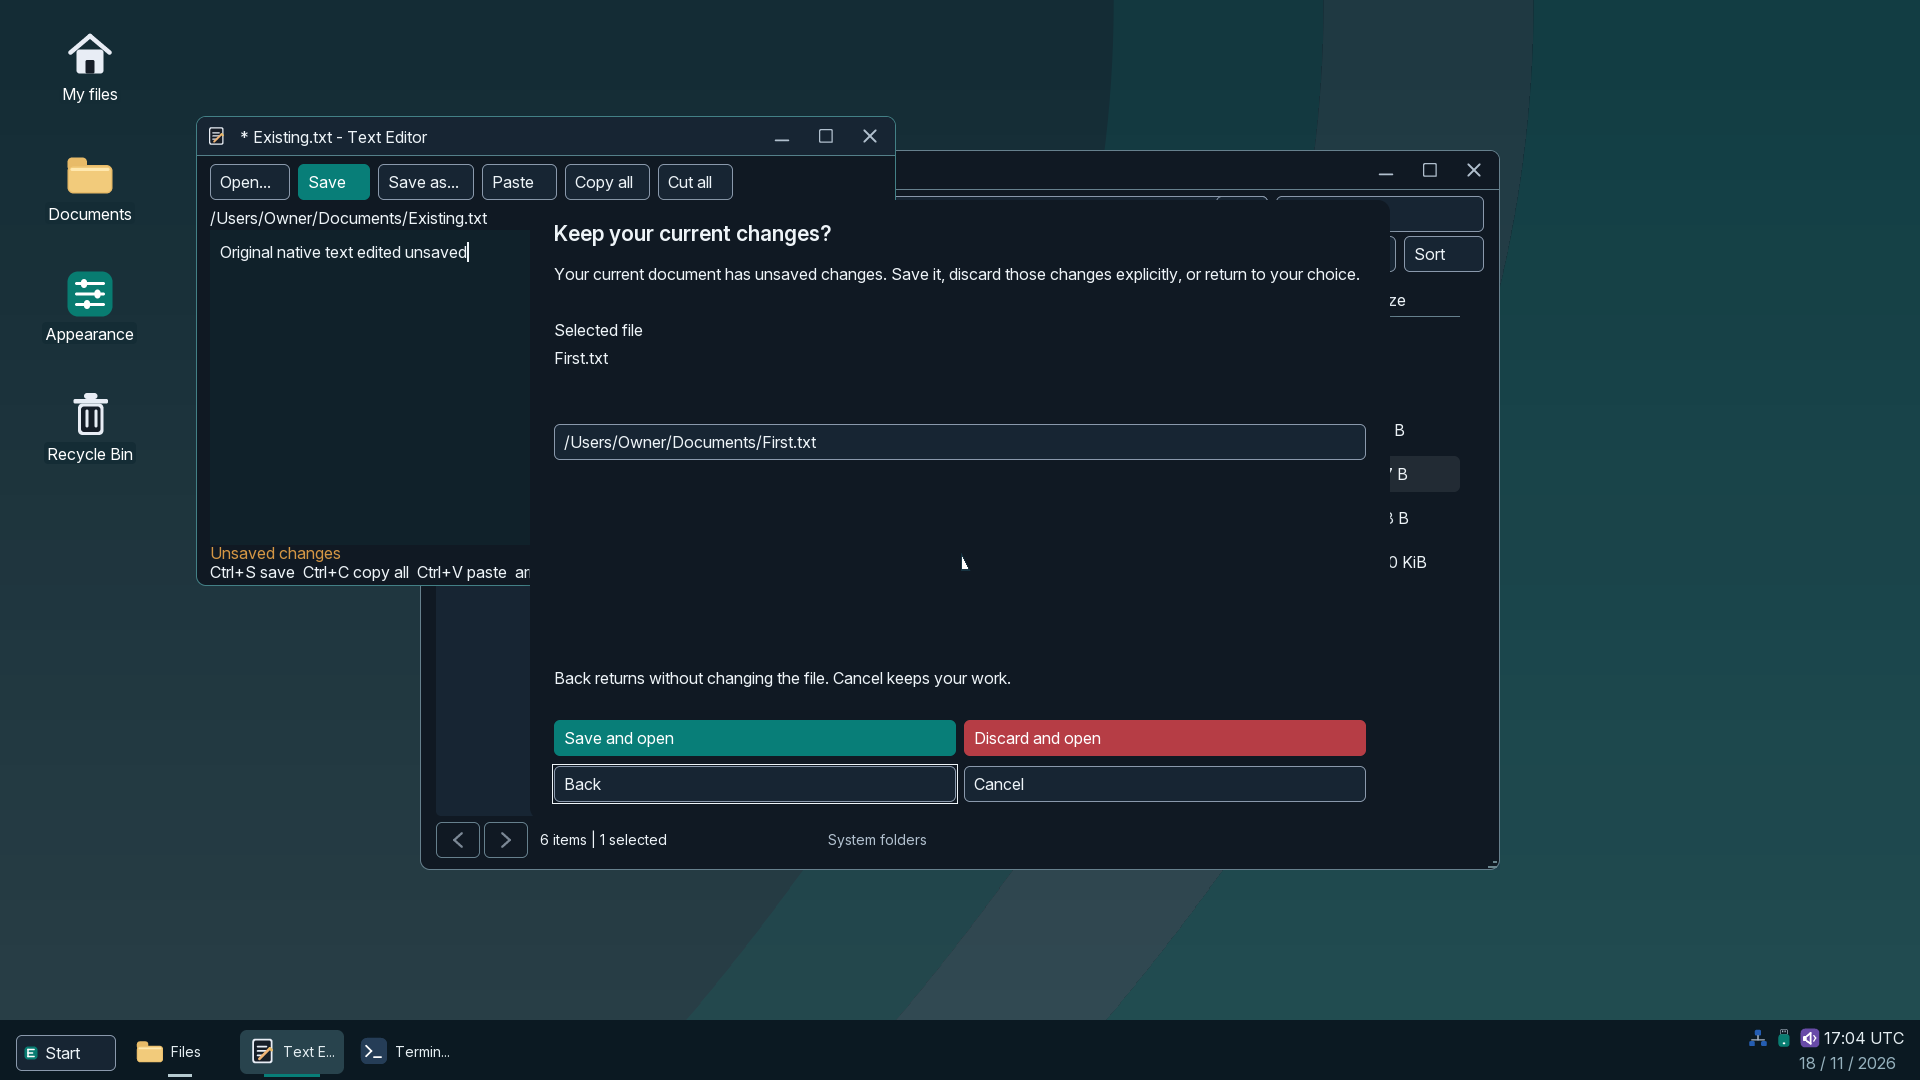 My files
Documents
Appearance
Recycle Bin
* Existing.txt - Text Editor
Open...
Save
Save as...
Paste
Copy all
Cut all
/Users/Owner/Documents/Existing.txt
Original native text edited unsaved
Unsaved changes
Ctrl+S save Ctrl+C copy all Ctrl+V paste
Sort
Keep your current changes?
Your current document has unsaved changes. Save it, discard those changes explicitly, or return to your choice.
Selected file
First.txt
/Users/Owner/Documents/First.txt
B
B
B
KiB
Back returns without changing the file. Cancel keeps your work.
Save and open
Discard and open
Back
Cancel
6 items | 1 selected
System folders
Start
Files
Text E...
Termin...
17:04 UTC
18 / 11 / 2026